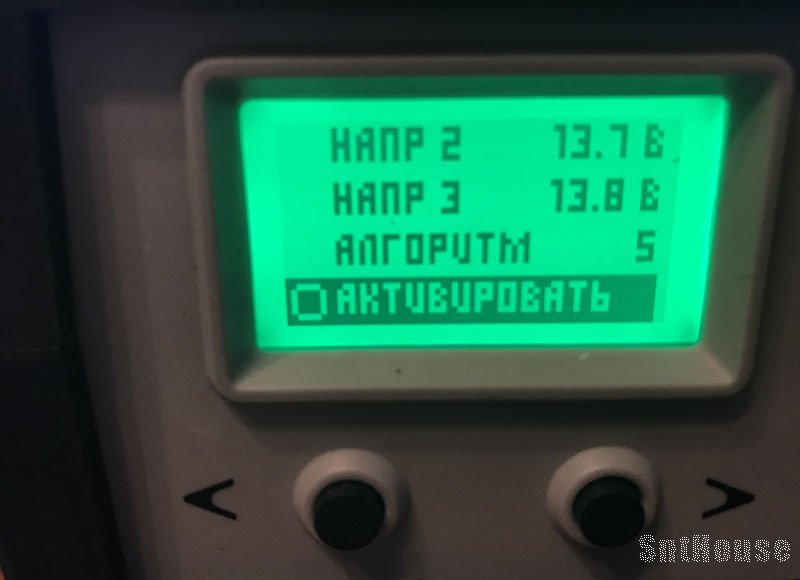 НАПР 2 13.7 В
НАПР 3 13.8 В
АЛГОРИТМ 5
АКТИВИРОВАТЬ
< >
SntHouse